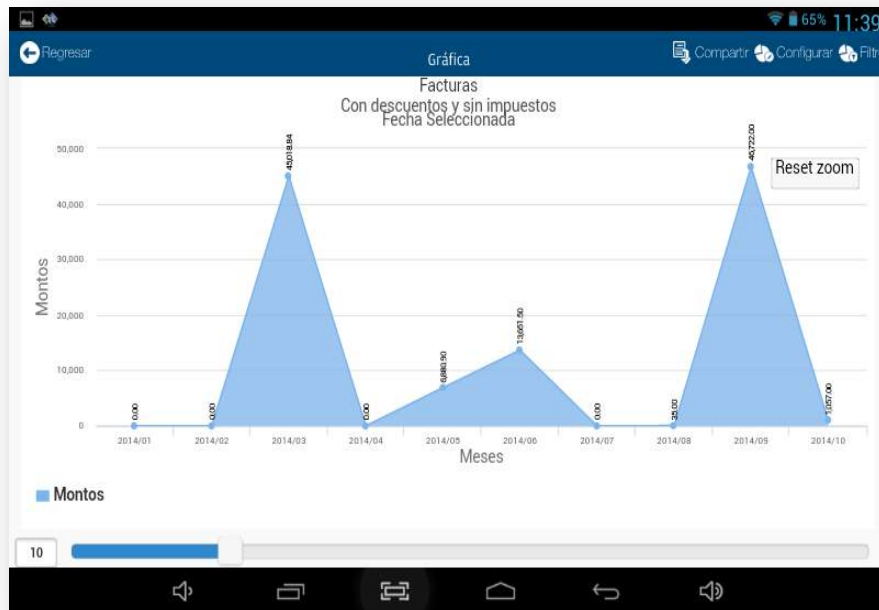 65% 11:39
Regresar
Gráfica
Compartir
Configurar
Filtr
Facturas
Con descuentos y sin impuestos
Fecha Seleccionada
Reset zoom
50,000
40,000
30,000
20,000
10,000
0
Montos
0.00
0.00
45,018.84
0.00
6,880.90
13,661.50
0.00
35.00
46,722.00
1,057.00
2014/01
2014/02
2014/03
2014/04
2014/05
2014/06
2014/07
2014/08
2014/09
2014/10
Meses
Montos
10